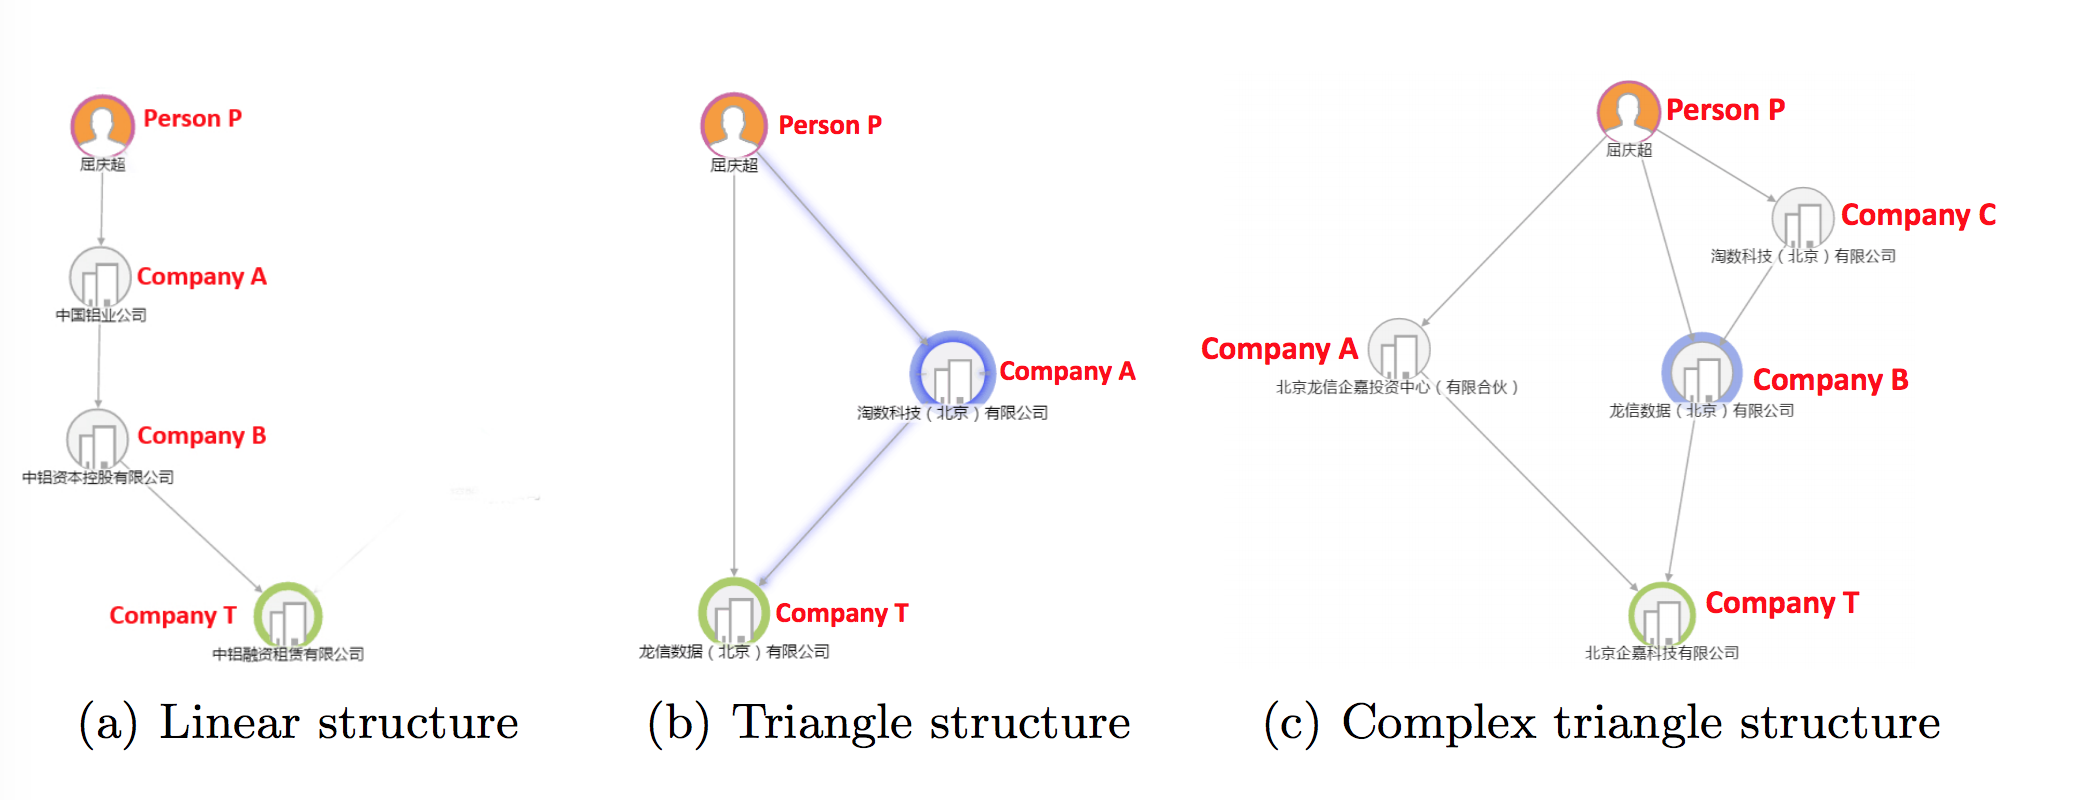 Person P
屈庆超
Company A
中国铝业公司
Company B
中铝资本控股有限公司
Company T
中铝融资租赁有限公司
(a) Linear structure
Person P
屈庆超
Company A
淘数科技（北京）有限公司
Company T
龙信数据（北京）有限公司
(b) Triangle structure
Person P
屈庆超
Company C
淘数科技（北京）有限公司
Company A
北京龙信企嘉投资中心（有限合伙）
Company B
龙信数据（北京）有限公司
Company T
北京企嘉科技有限公司
(c) Complex triangle structure